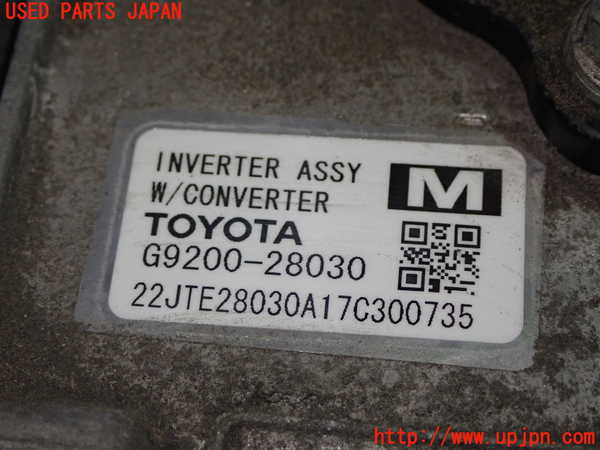 USED PARTS JAPAN
INVERTER ASSY
W/CONVERTER
M
TOYOTA
G9200-28030
22JTE28030A17C300735
http://www.upjpn.com/